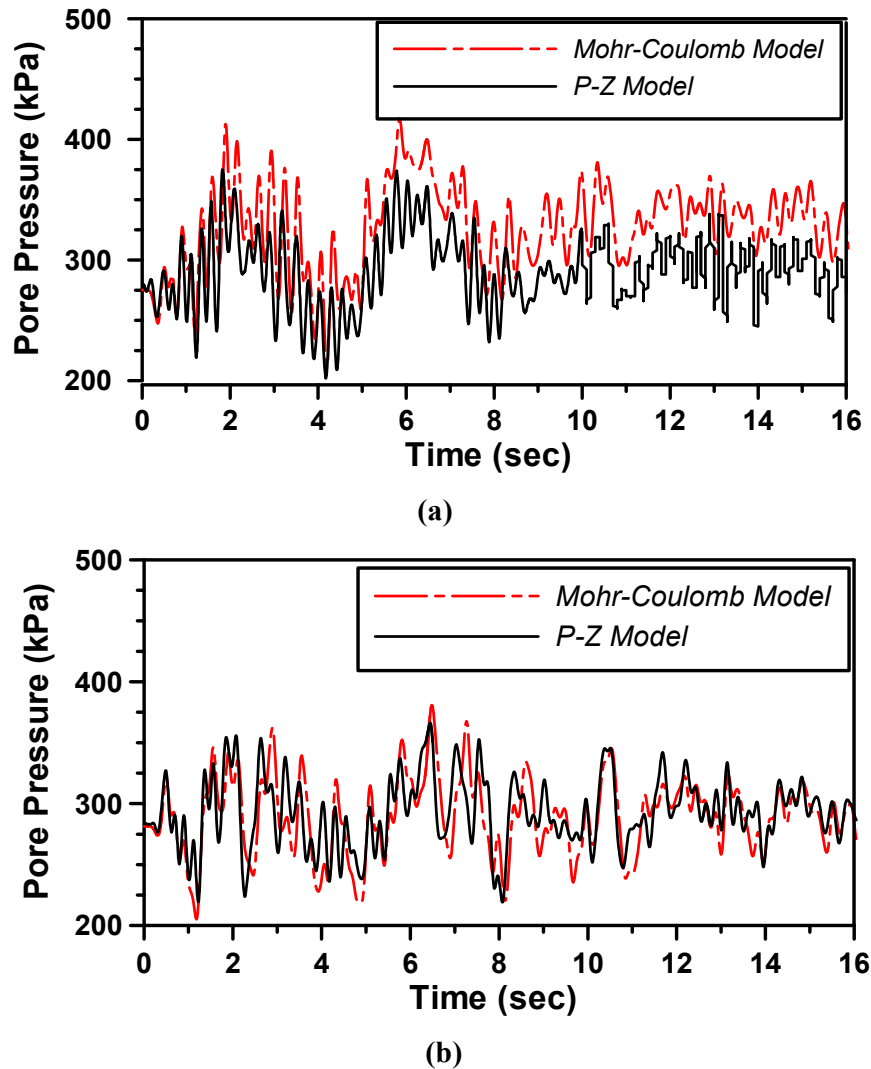 500
400
300
200
Pore Pressure (kPa)
Mohr-Coulomb Model
P-Z Model
0 2 4 6 8 10 12 14 16
Time (sec)
(a)
500
400
300
200
Pore Pressure (kPa)
Mohr-Coulomb Model
P-Z Model
0 2 4 6 8 10 12 14 16
Time (sec)
(b)